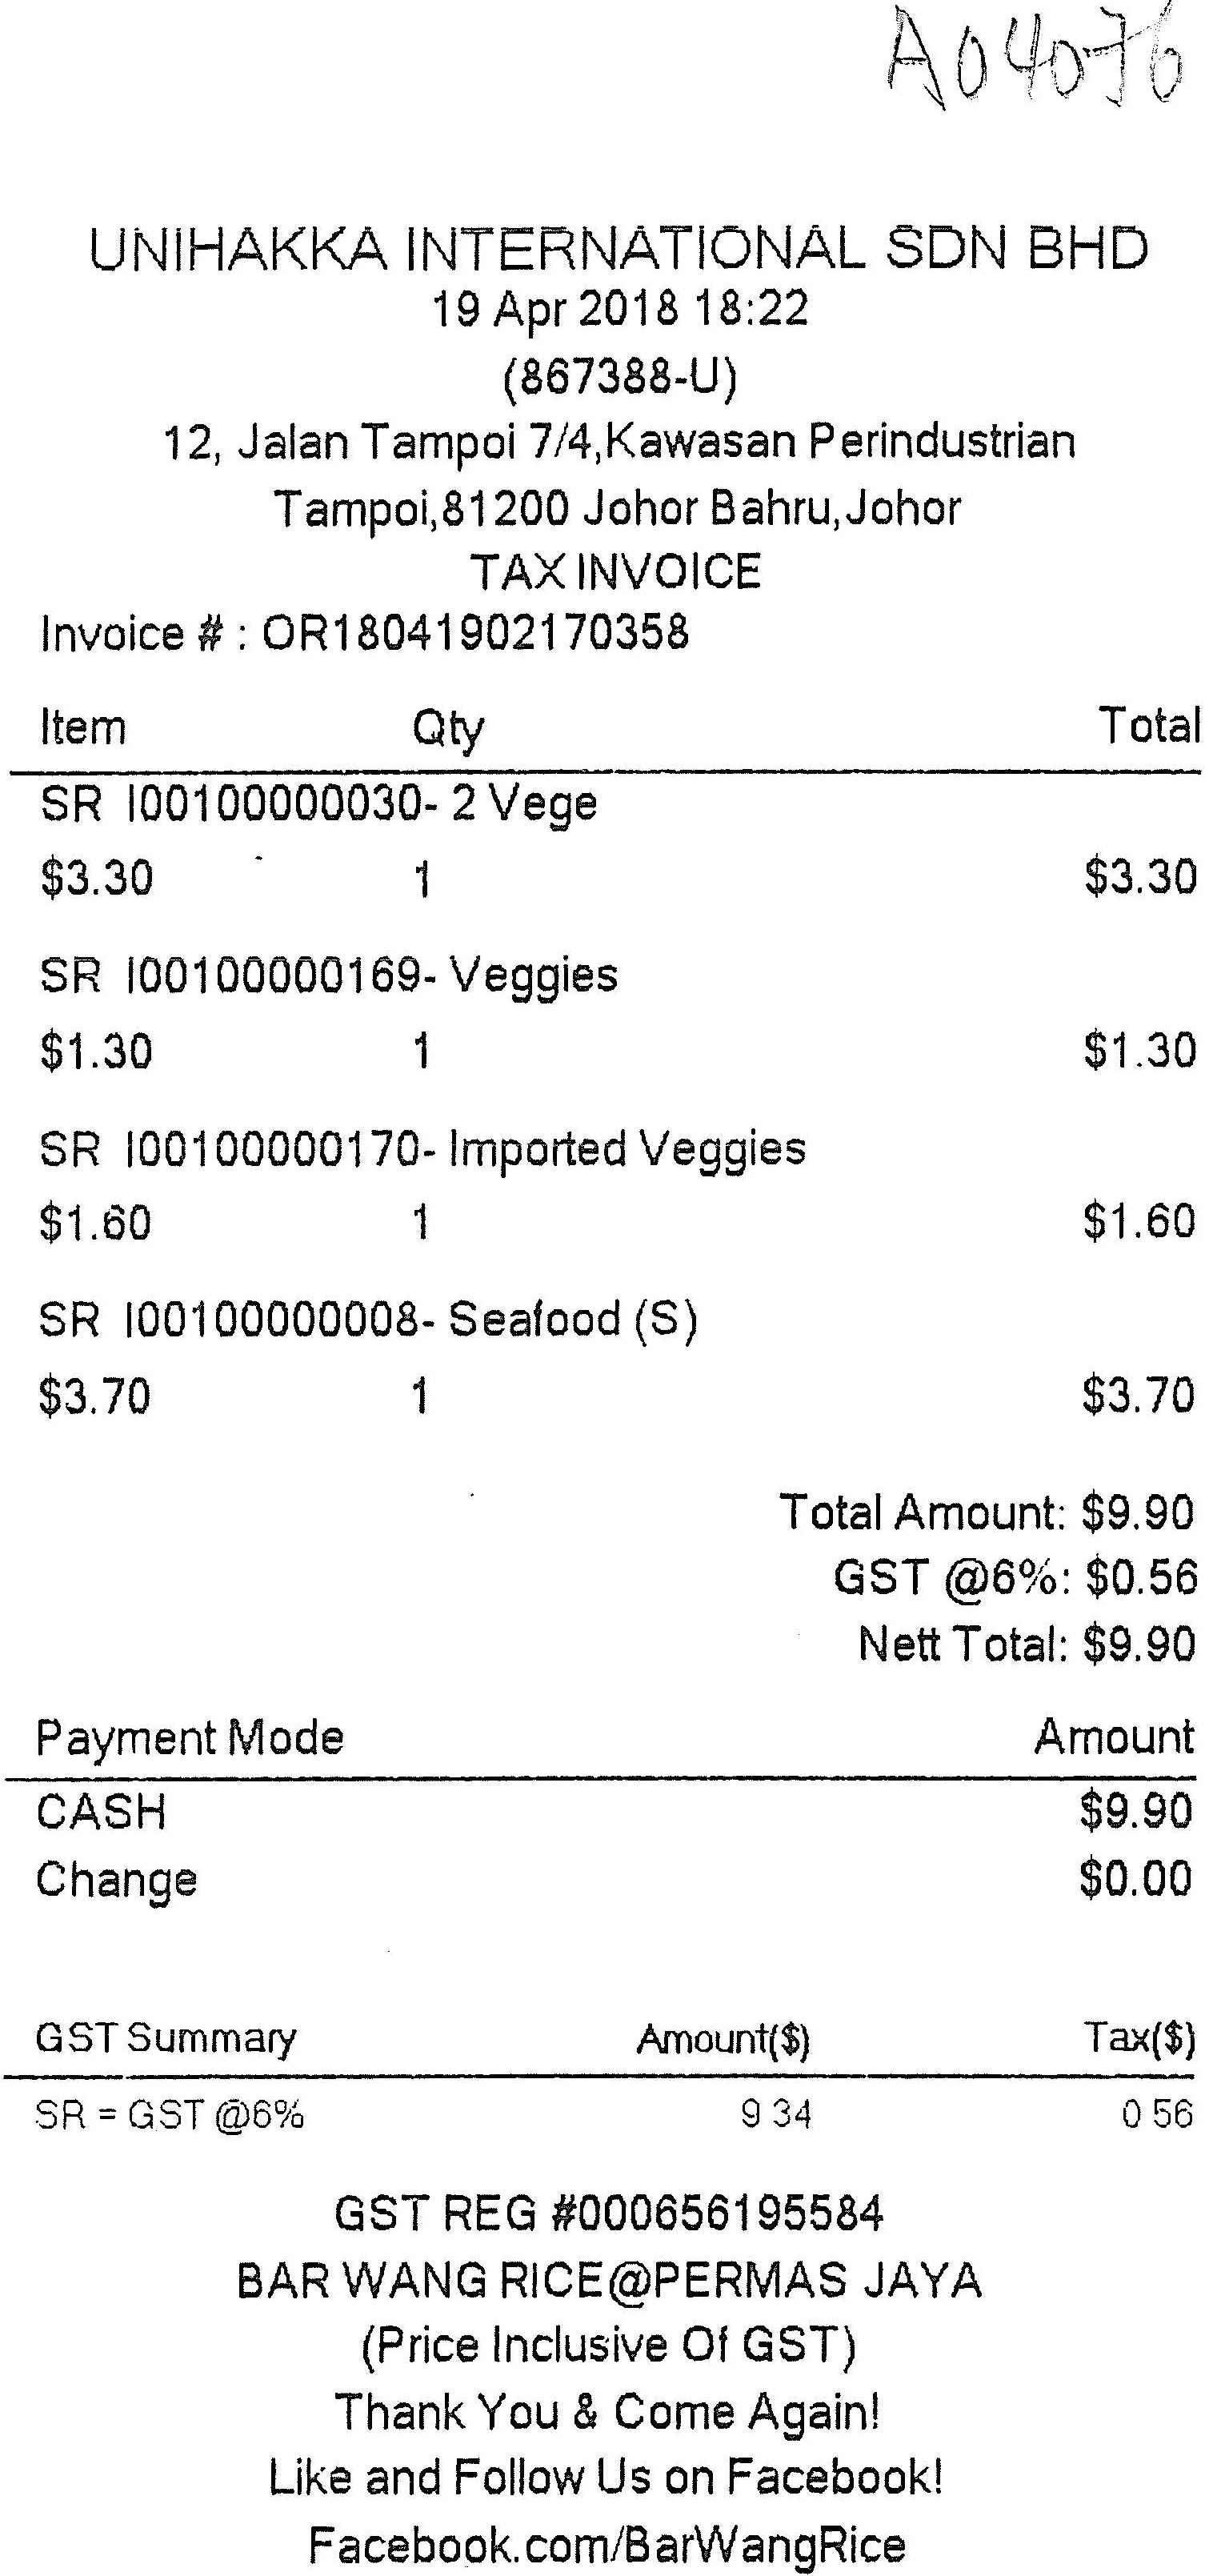 A04076
UNIHAKKA INTERNATIONAL SDN BHD
19 Apr 2018 18:22
(867388-U)
12, Jalan Tampoi 7/4,Kawasan Perindustrian
Tampoi,81200 Johor Bahru,Johor
TAX INVOICE
Invoice # : OR18041902170358
Item Qty Total
SR I00100000030- 2 Vege
$3.30 1 $3.30
SR I00100000169- Veggies
$1.30 1 $1.30
SR I00100000170- Imported Veggies
$1.60 1 $1.60
SR I00100000008- Seafood (S)
$3.70 1 $3.70
Total Amount: $9.90
GST @6%: $0.56
Nett Total: $9.90
Payment Mode Amount
CASH $9.90
Change $0.00
GST Summary Amount($) Tax($)
SR = GST @6% 9 34 0 56
GST REG #000656195584
BAR WANG RICE@PERMAS JAYA
(Price Inclusive Of GST)
Thank You & Come Again!
Like and Follow Us on Facebook!
Facebook.com/BarWangRice